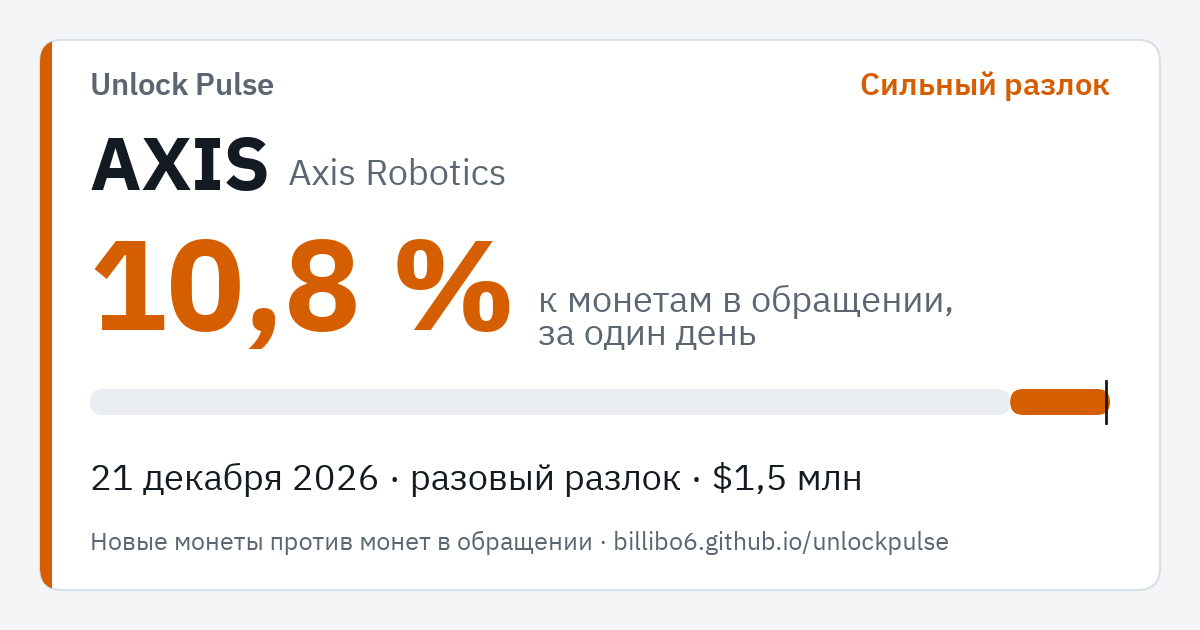 Unlock Pulse
Сильный разлок
AXIS Axis Robotics
10,8 % к монетам в обращении,
за один день
21 декабря 2026 · разовый разлок · $1,5 млн
Новые монеты против монет в обращении · billibo6.github.io/unlockpulse